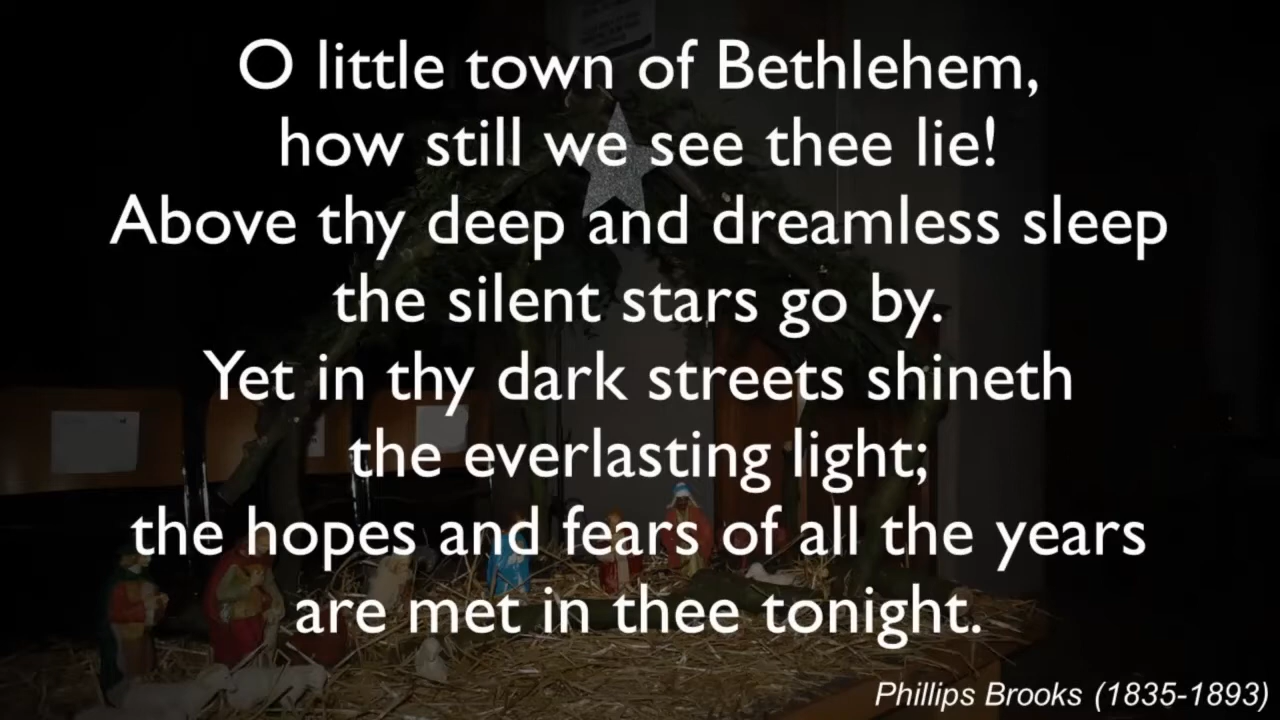 O little town of Bethlehem,
how still we see thee lie!
Above thy deep and dreamless sleep
the silent stars go by.
Yet in thy dark streets shineth
the everlasting light;
the hopes and fears of all the years
are met in thee tonight.
Phillips Brooks (1835-1893)